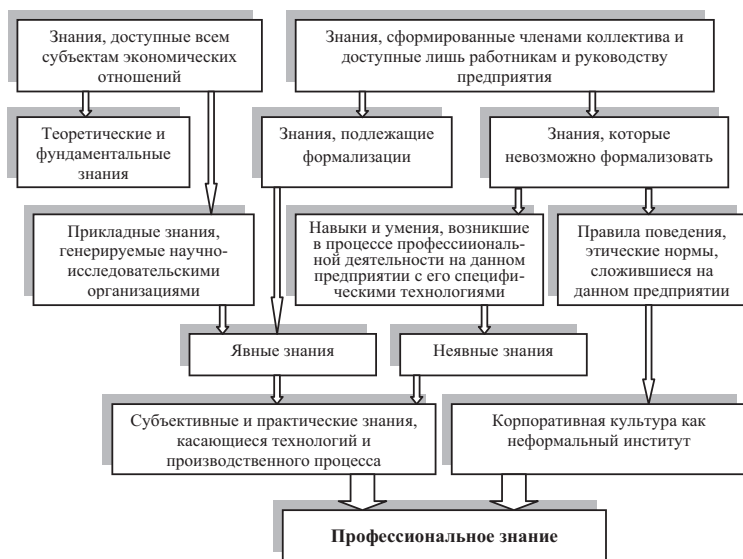 Знания, доступные всем
субъектам экономических
отношений
Знания, сформированные членами коллектива и
доступные лишь работникам и руководству
предприятия
Теоретические и
фундаментальные
знания
Знания, подлежащие
формализации
Знания, которые
невозможно формализовать
Прикладные знания,
генерируемые научно-
исследовательскими
организациями
Навыки и умения, возникшие
в процессе профессииональ-
ной деятельности на данном
предприятии с его специфи-
ческими технологиями
Правила поведения,
этические нормы,
сложившиеся на
данном предприятии
Явные знания
Неявные знания
Субъективные и практические знания,
касающиеся технологий и
производственного процесса
Корпоративная культура как
неформальный институт
Профессиональное знание